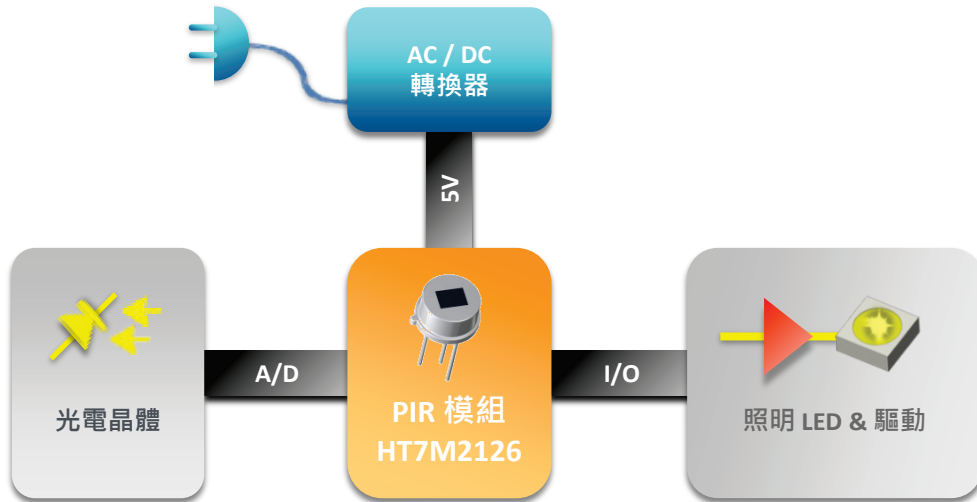 AC / DC
轉換器
5V
光電晶體
A/D
PIR 模組
HT7M2126
I/O
照明 LED & 驅動